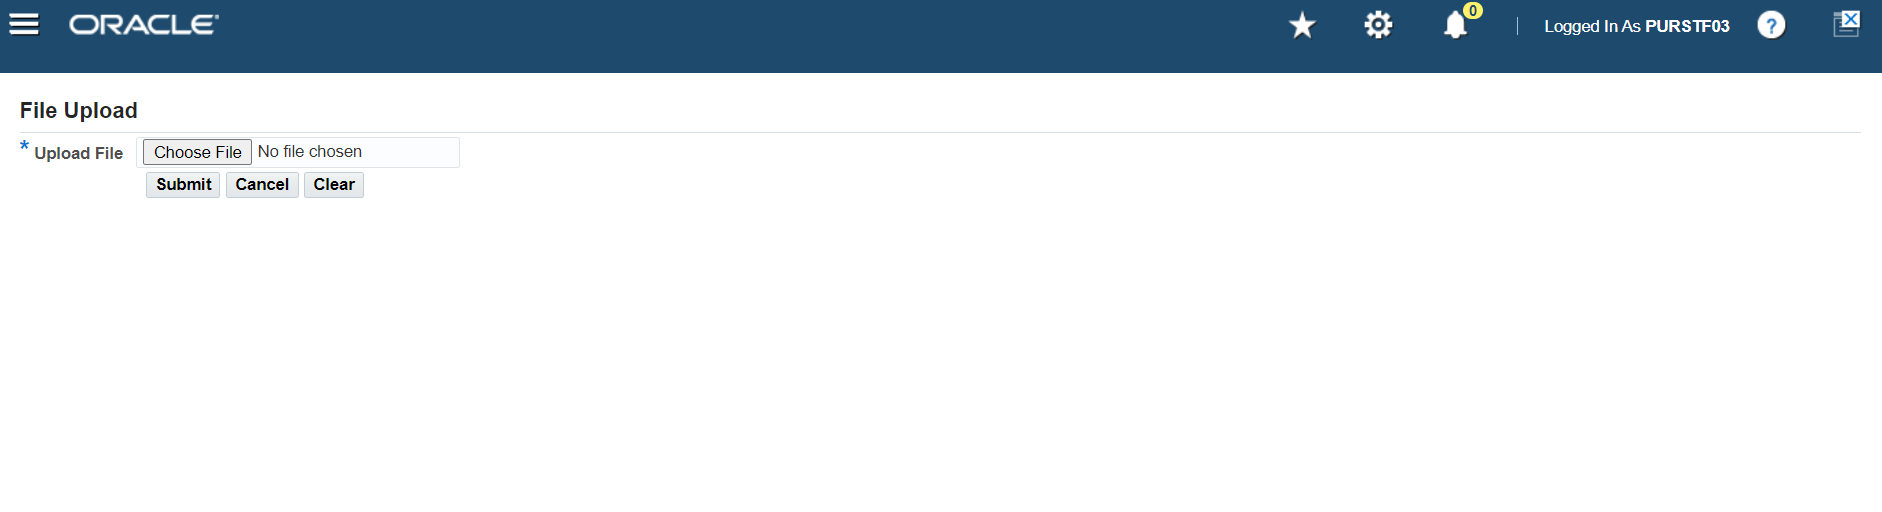 ORACLE
0
Logged In As PURSTF03
?
File Upload
* Upload File Choose File No file chosen
Submit Cancel Clear